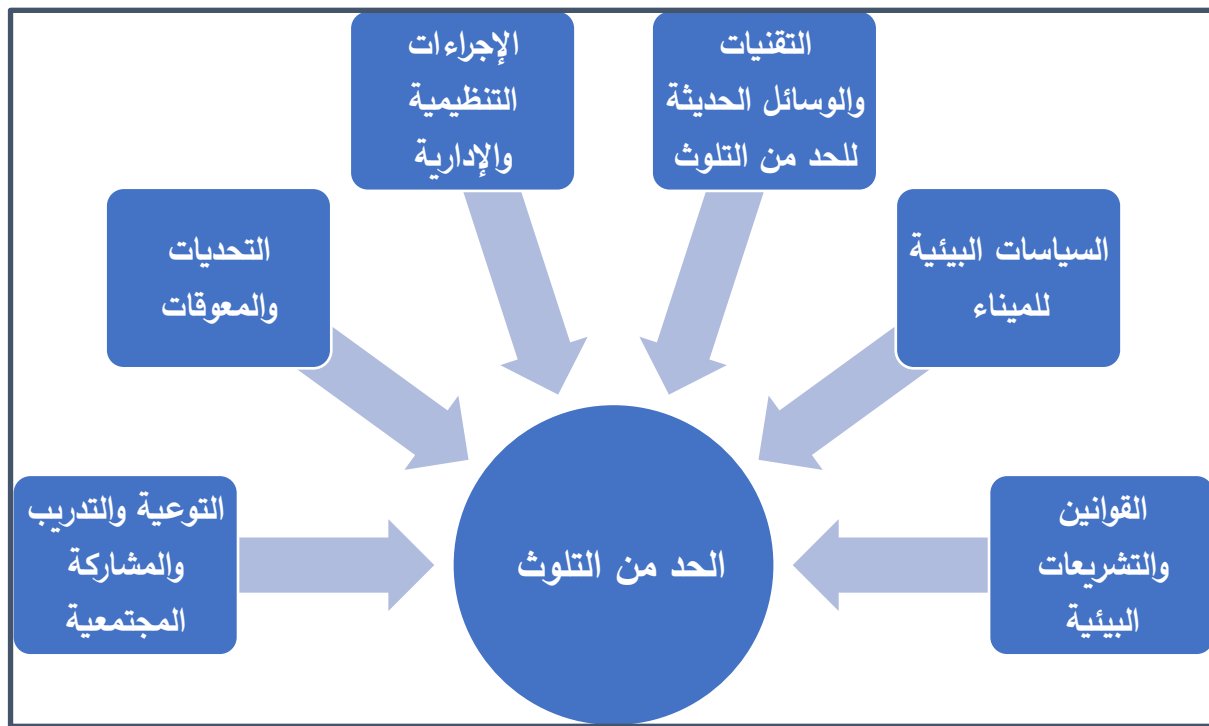 التقنيات
والوسائل الحديثة
للحد من التلوث
الإجراءات
التنظيمية
والإدارية
السياسات البيئية
للميناء
التحديات
والمعوقات
القوانين
والتشريعات
البيئية
التوعية والتدريب
والمشاركة
المجتمعية
الحد من التلوث